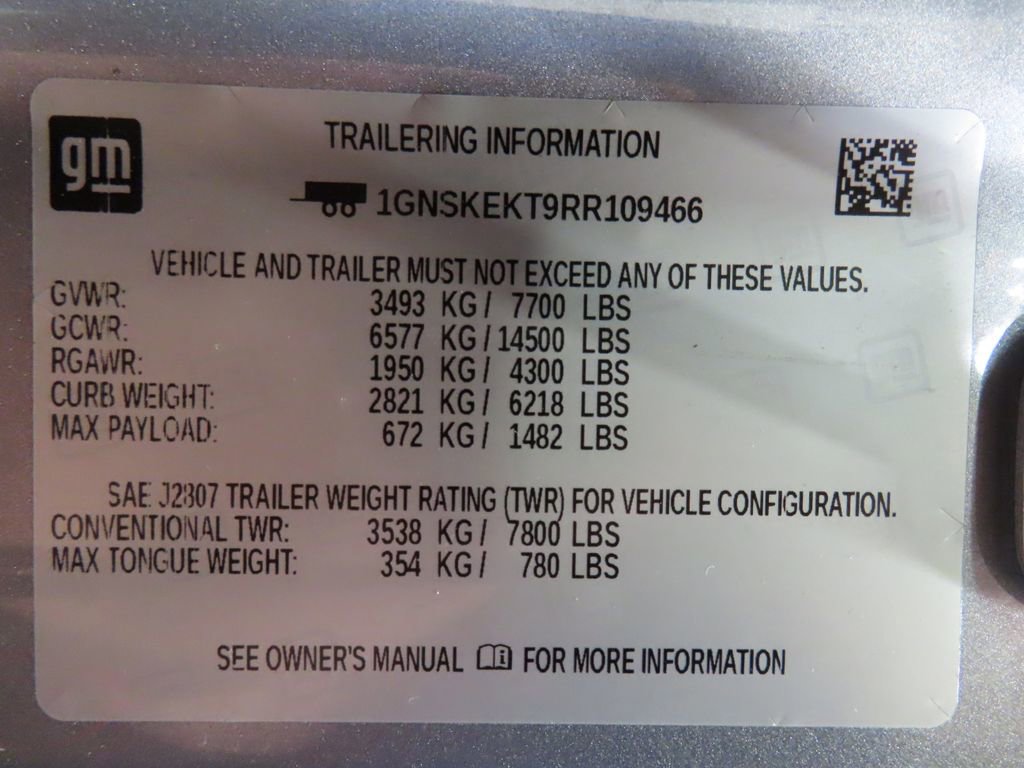 gm
TRAILERING INFORMATION
1GNSKEKT9RR109466
VEHICLE AND TRAILER MUST NOT EXCEED ANY OF THESE VALUES.
GVWR: 3493 KG / 7700 LBS
GCWR: 6577 KG / 14500 LBS
RGAWR: 1950 KG / 4300 LBS
CURB WEIGHT: 2821 KG / 6218 LBS
MAX PAYLOAD: 672 KG / 1482 LBS
SAE J2807 TRAILER WEIGHT RATING (TWR) FOR VEHICLE CONFIGURATION.
CONVENTIONAL TWR: 3538 KG / 7800 LBS
MAX TONGUE WEIGHT: 354 KG / 780 LBS
SEE OWNER'S MANUAL FOR MORE INFORMATION